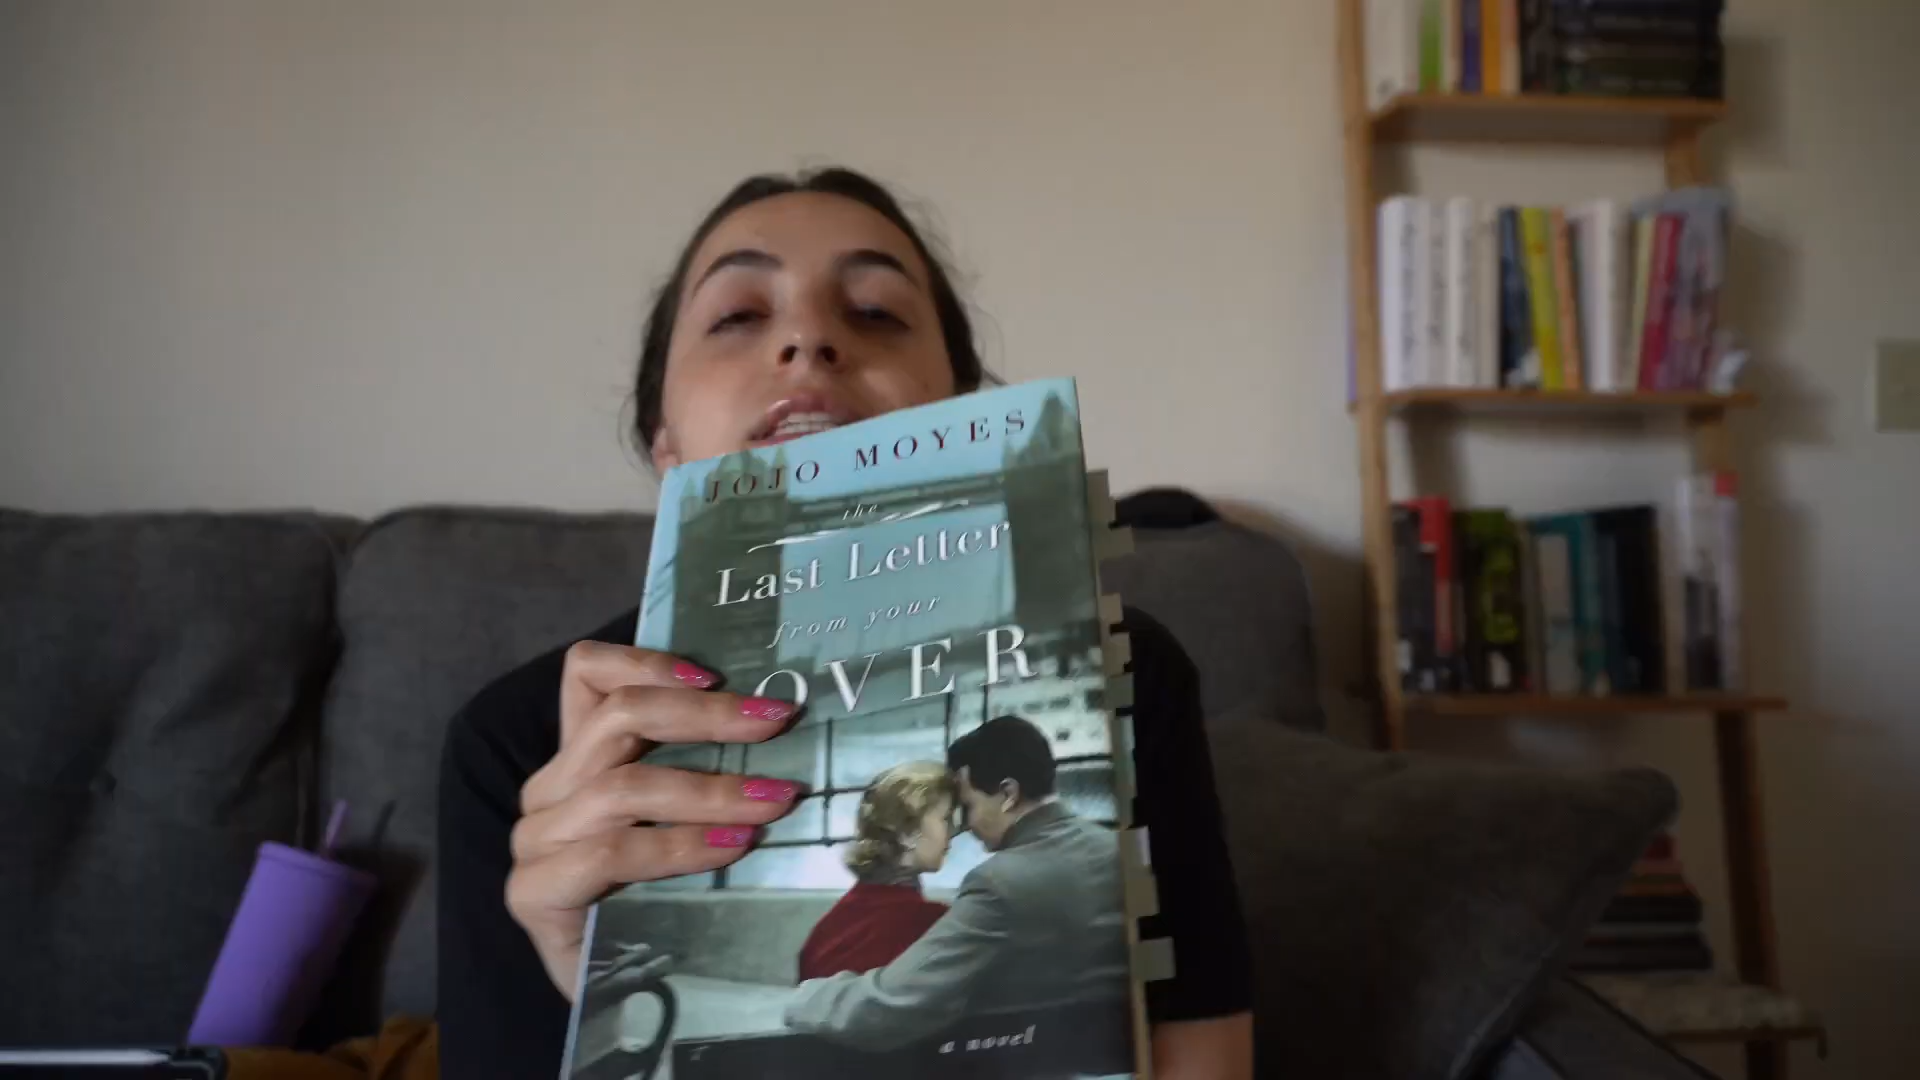 JOJO MOYES
the
Last Letter
from your
OVER
a novel